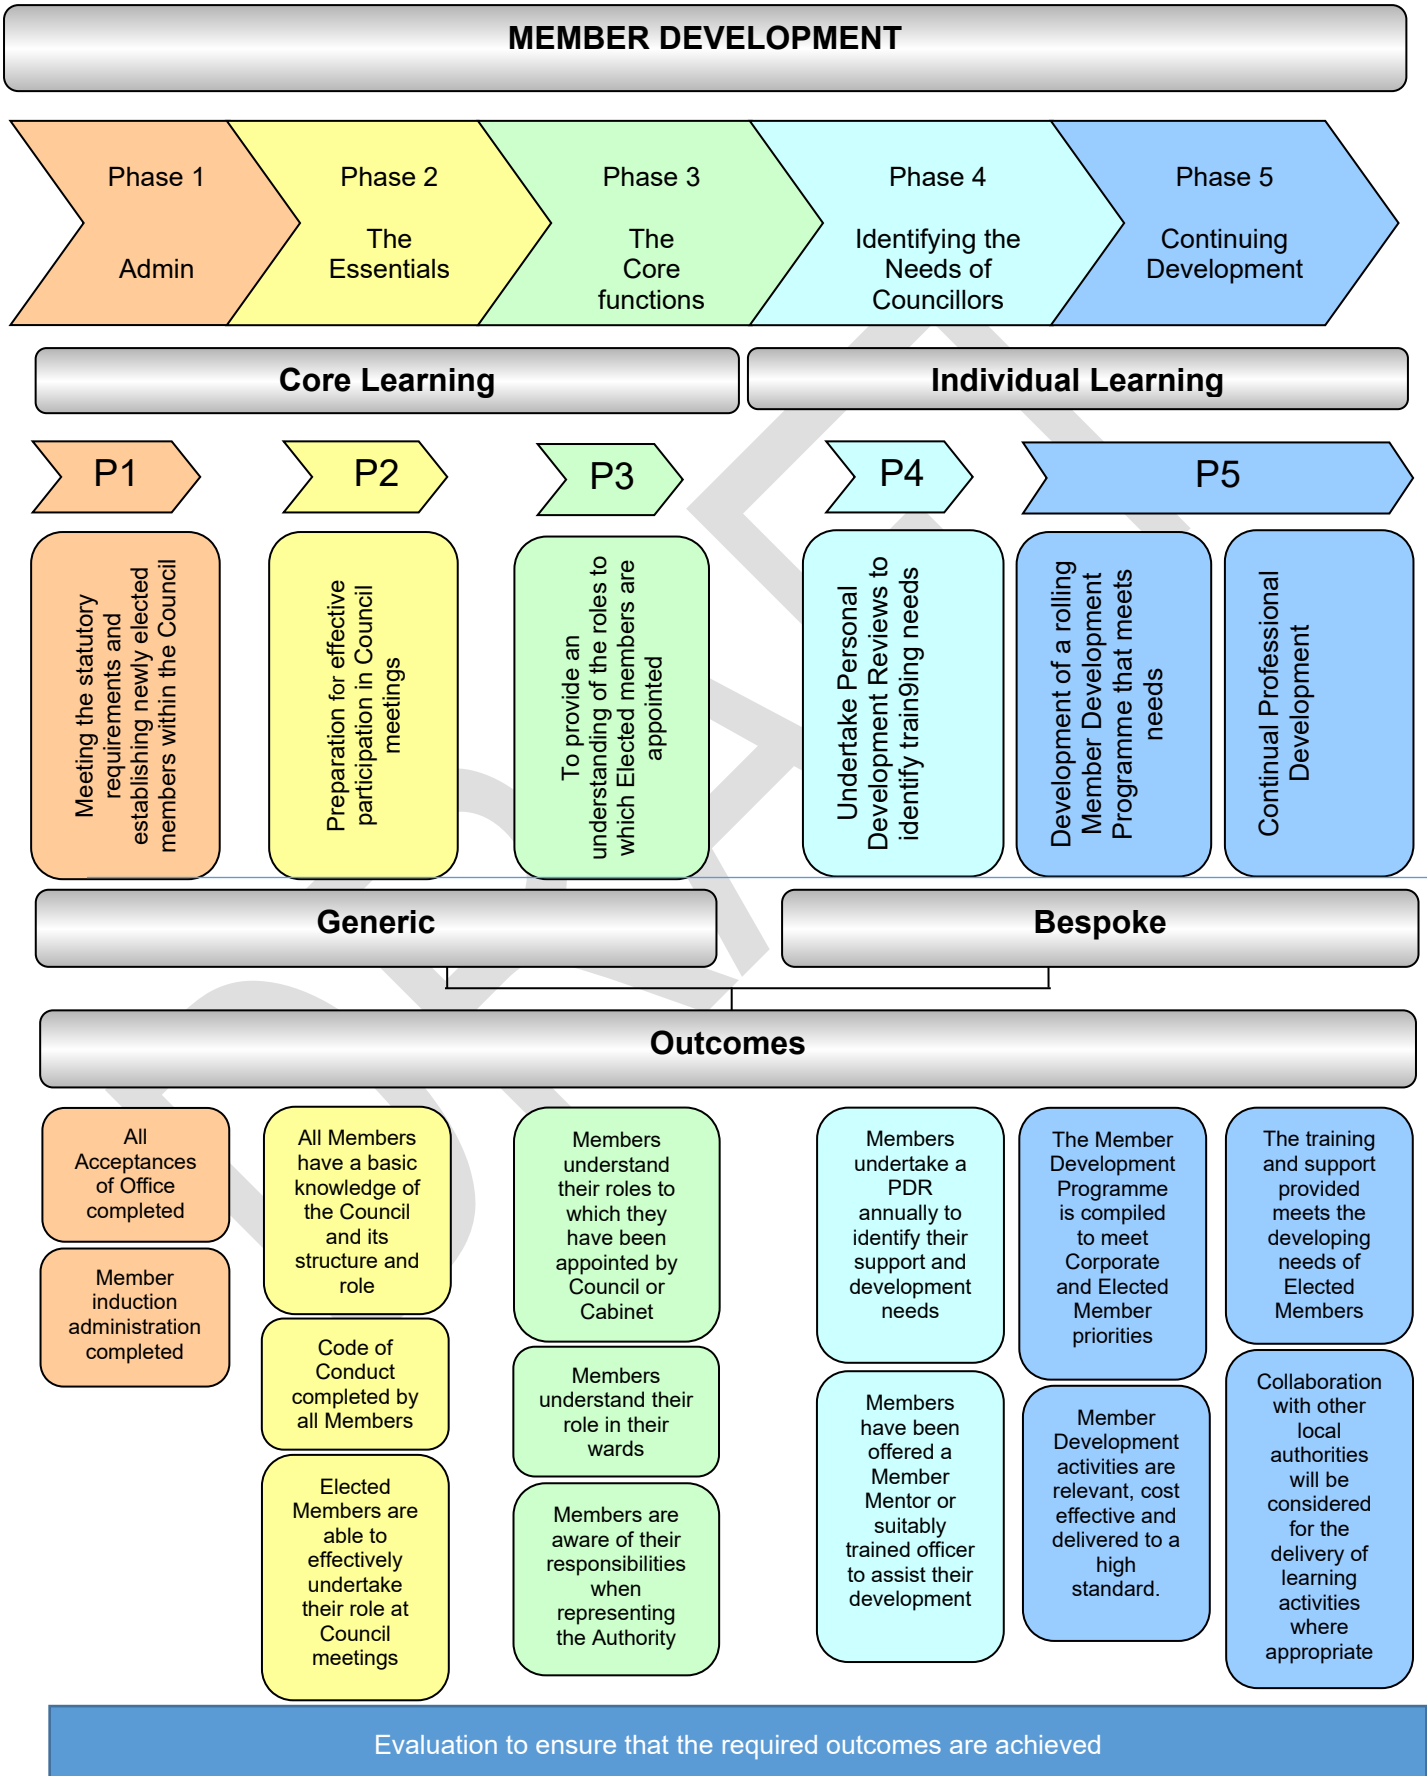 MEMBER DEVELOPMENT
Phase 1
Admin
Phase 2
The
Essentials
Phase 3
The
Core
functions
Phase 4
Identifying the
Needs of
Councillors
Phase 5
Continuing
Development
Core Learning
Individual Learning
P1
P2
P3
P4
P5
Meeting the statutory
requirements and
establishing newly elected
members within the Council
Preparation for effective
participation in Council
meetings
To provide an
understanding of the roles to
which Elected members are
appointed
Undertake Personal
Development Reviews to
identify train9ing needs
Development of a rolling
Member Development
Programme that meets
needs
Continual Professional
Development
Generic
Bespoke
Outcomes
All
Acceptances
of Office
completed
Member
induction
administration
completed
All Members
have a basic
knowledge of
the Council
and its
structure and
role
Code of
Conduct
completed by
all Members
Elected
Members are
able to
effectively
undertake
their role at
Council
meetings
Members
understand
their roles to
which they
have been
appointed by
Council or
Cabinet
Members
understand their
role in their
wards
Members are
aware of their
responsibilities
when
representing
the Authority
Members
undertake a
PDR
annually to
identify their
support and
development
needs
Members
have been
offered a
Member
Mentor or
suitably
trained officer
to assist their
development
The Member
Development
Programme
is compiled
to meet
Corporate
and Elected
Member
priorities
Member
Development
activities are
relevant, cost
effective and
delivered to a
high
standard.
The training
and support
provided
meets the
developing
needs of
Elected
Members
Collaboration
with other
local
authorities
will be
considered
for the
delivery of
learning
activities
where
appropriate
Evaluation to ensure that the required outcomes are achieved
DRAFT